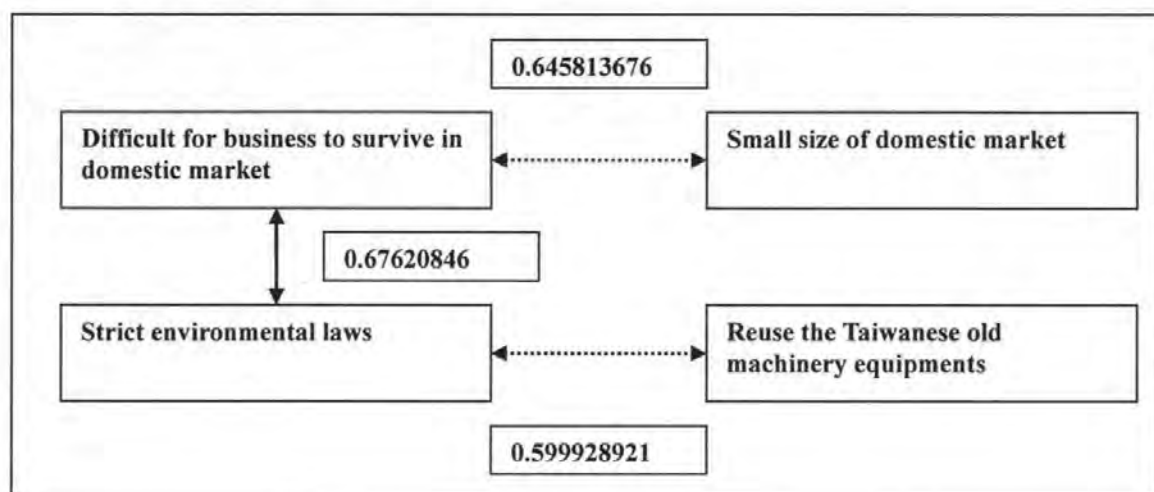 0.645813676
Difficult for business to survive in
domestic market
Small size of domestic market
0.67620846
Strict environmental laws
Reuse the Taiwanese old
machinery equipments
0.599928921